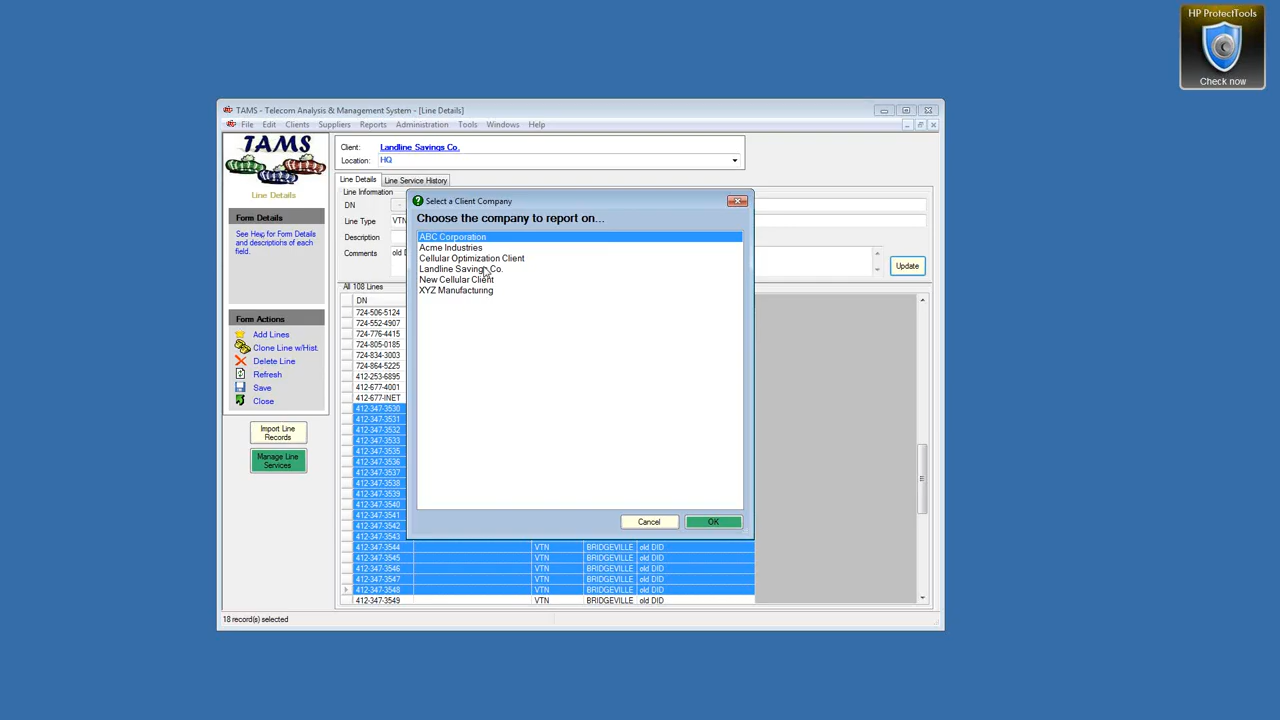 HP ProtectTools
Check now
TAMS - Telecom Analysis & Management System - [Line Details]
File Edit Clients Suppliers Reports Administration Tools Windows Help
TAMS
Line Details
Form Details
See Help for Form Details
and descriptions of each
field.
Form Actions
Add Lines
Clone Line w/Hist.
Delete Line
Refresh
Save
Close
Import Line
Records
Manage Line
Services
Client: Landline Savings Co.
Location: HQ
Line Details Line Service History
Line Information
DN
Line Type VTN
Description
Comments old D
Update
All 108 Lines
DN
724-506-5124
724-552-4907
724-776-4415
724-805-0185
724-834-3003
724-864-5225
412-253-6895
412-677-4001
412-677-INET
412-347-3530
412-347-3531
412-347-3532
412-347-3533
412-347-3535
412-347-3536
412-347-3537
412-347-3538
412-347-3539
412-347-3540
412-347-3541
412-347-3542
412-347-3543
412-347-3544 VTN BRIDGEVILLE old DID
412-347-3545 VTN BRIDGEVILLE old DID
412-347-3546 VTN BRIDGEVILLE old DID
412-347-3547 VTN BRIDGEVILLE old DID
412-347-3548 VTN BRIDGEVILLE old DID
412-347-3549 VTN BRIDGEVILLE old DID
Select a Client Company
Choose the company to report on...
ABC Corporation
Acme Industries
Cellular Optimization Client
Landline Savings Co.
New Cellular Client
XYZ Manufacturing
Cancel OK
18 record(s) selected